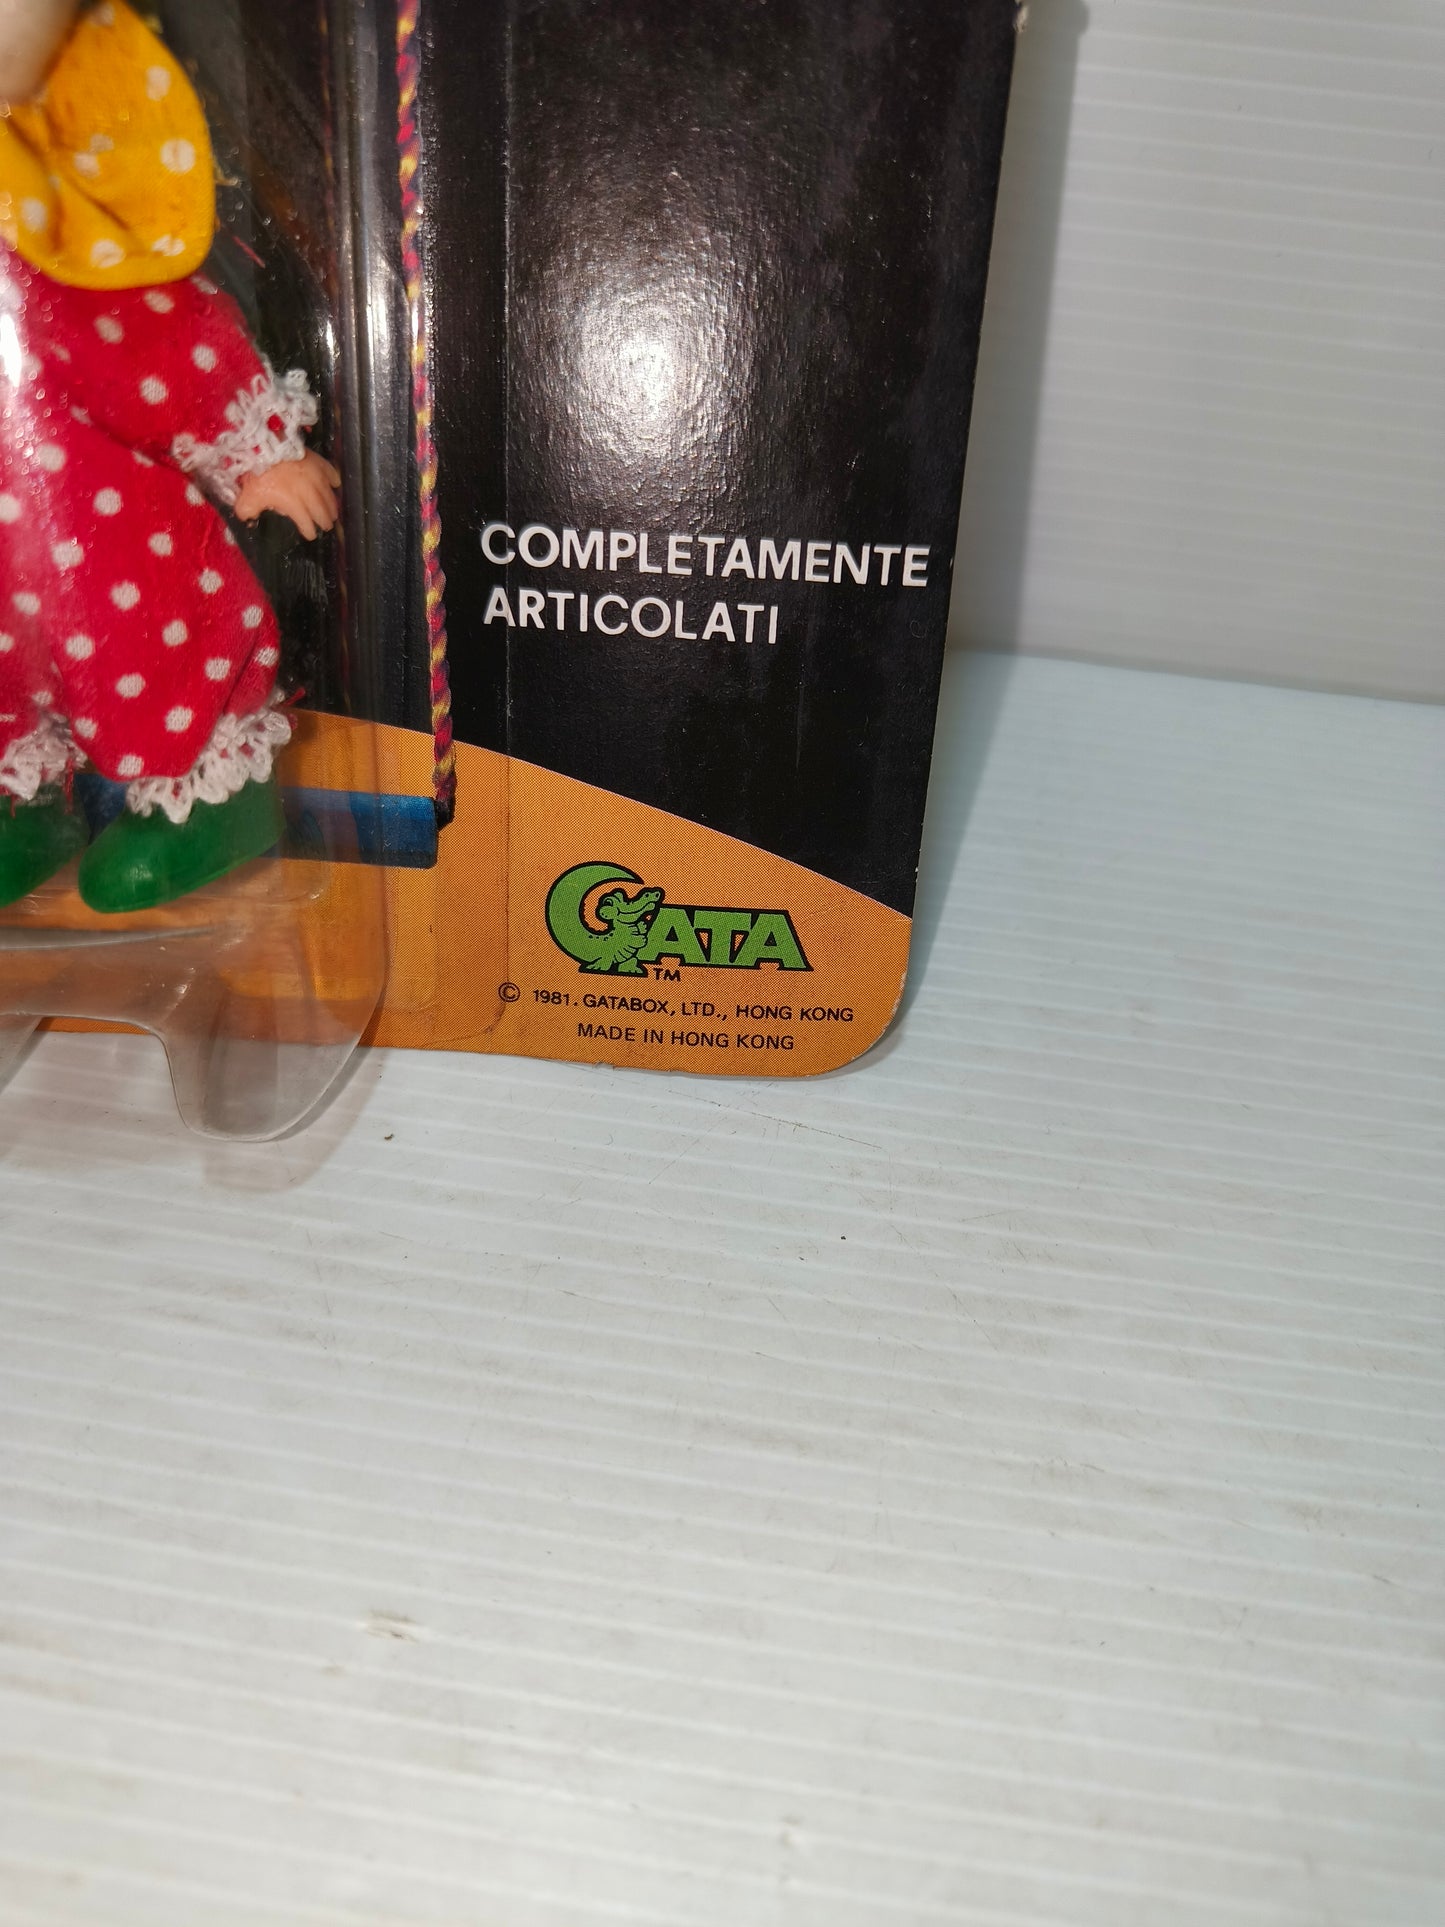 COMPLETAMENTE
ARTICOLATI
GATA
TM
© 1981. GATABOX, LTD., HONG KONG
MADE IN HONG KONG